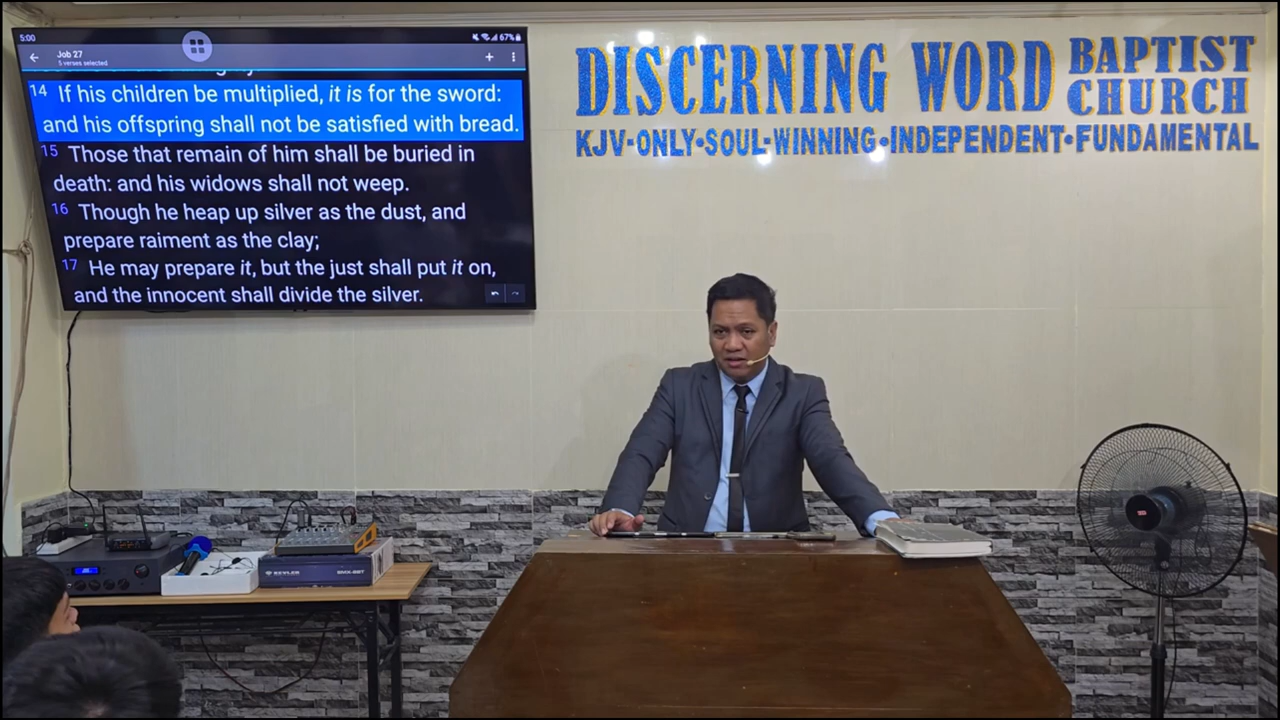 5:00
67%
Job 27
5 verses selected
14 If his children be multiplied, it is for the sword:
and his offspring shall not be satisfied with bread.
15 Those that remain of him shall be buried in
death: and his widows shall not weep.
16 Though he heap up silver as the dust, and
prepare raiment as the clay;
17 He may prepare it, but the just shall put it on,
and the innocent shall divide the silver.
DISCERNING WORD BAPTIST
CHURCH
KJV-ONLY•SOUL-WINNING•INDEPENDENT•FUNDAMENTAL
KEVLER